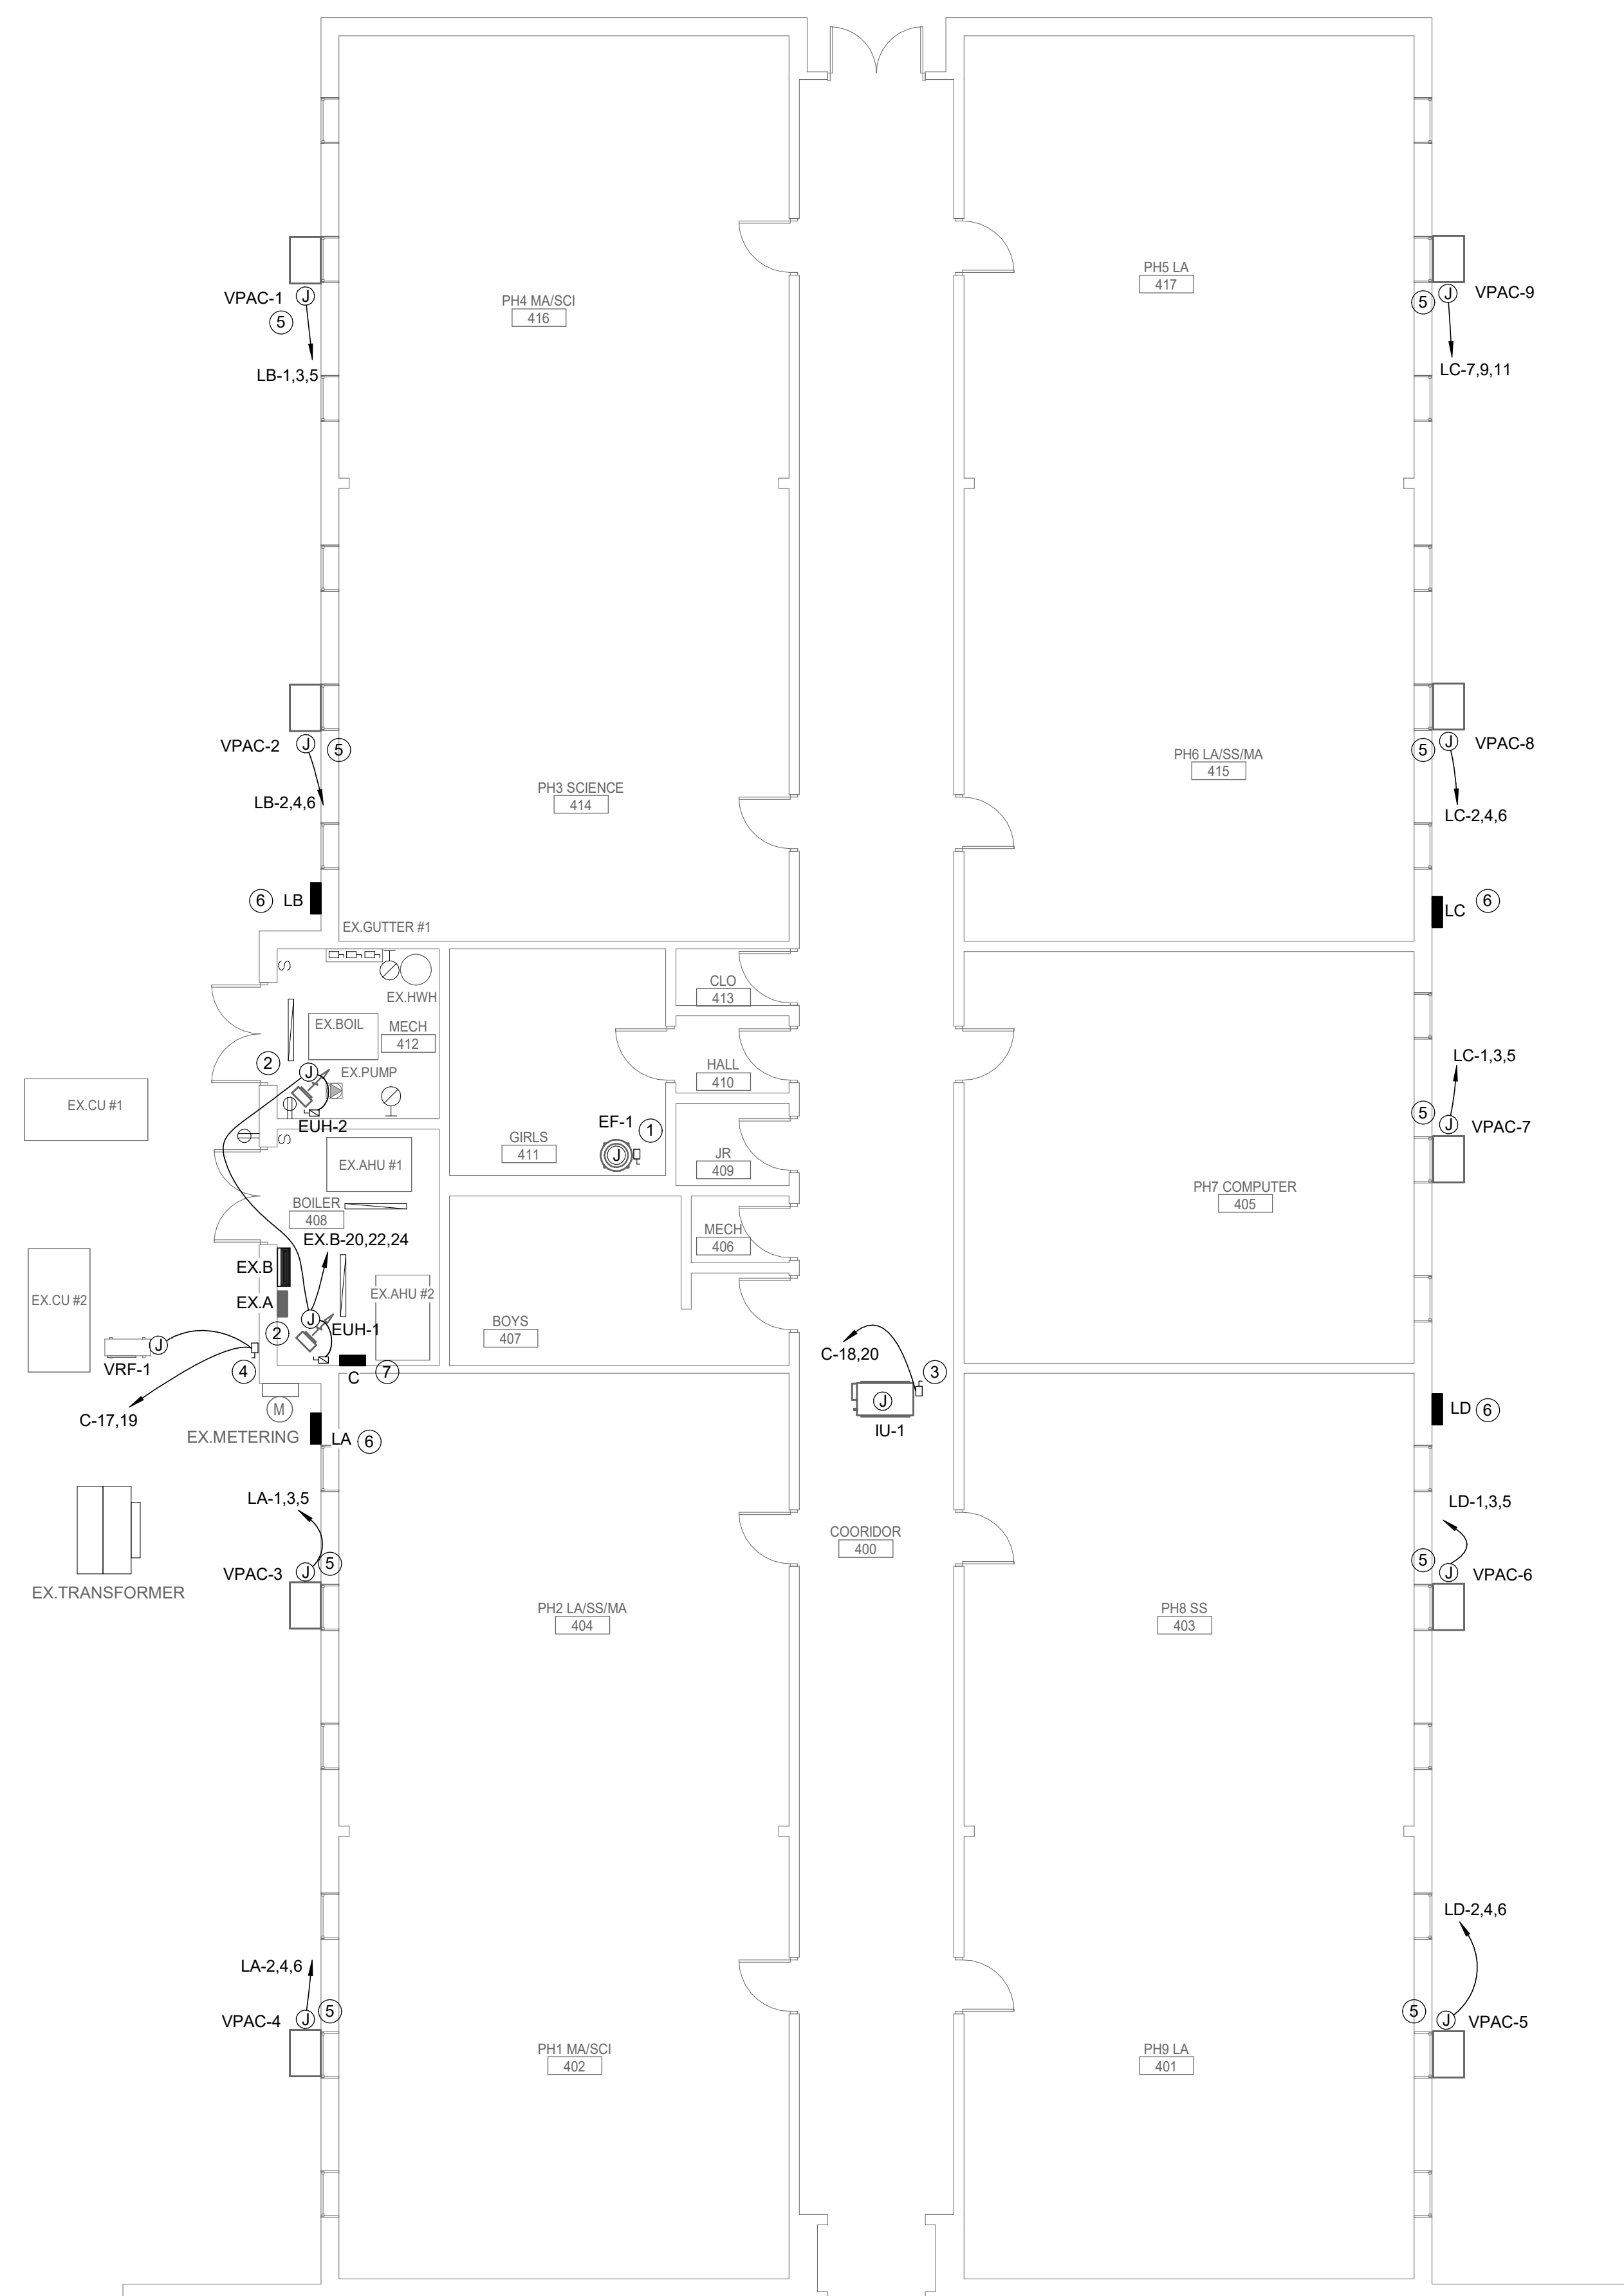 PH5 LA
417
VPAC-1
J
5
PH4 MA/SCI
416
5
J
VPAC-9
LB-1,3,5
LC-7,9,11
VPAC-2
J
5
LB-2,4,6
PH3 SCIENCE
414
PH6 LA/SS/MA
415
5
J
VPAC-8
LC-2,4,6
6
LB
EX.GUTTER #1
LC
6
S
EX.HWH
CLO
413
EX.BOIL
MECH
412
2
J
EX.PUMP
HALL
410
LC-1,3,5
EX.CU #1
EUH-2
S
EX.AHU #1
GIRLS
411
EF-1
1
J
JR
409
5
J
VPAC-7
BOILER
408
EX.B-20,22,24
MECH
406
PH7 COMPUTER
405
EX.B
EX.A
EX.CU #2
EX.AHU #2
J
2
EUH-1
BOYS
407
J
VRF-1
4
C
7
C-18,20
3
J
IU-1
C-17,19
M
EX.METERING
LA
6
LD
6
LA-1,3,5
LD-1,3,5
COORIDOR
400
VPAC-3
J
5
5
J
VPAC-6
EX.TRANSFORMER
PH2 LA/SS/MA
404
PH8 SS
403
LD-2,4,6
LA-2,4,6
VPAC-4
J
5
5
J
VPAC-5
PH1 MA/SCI
402
PH9 LA
401